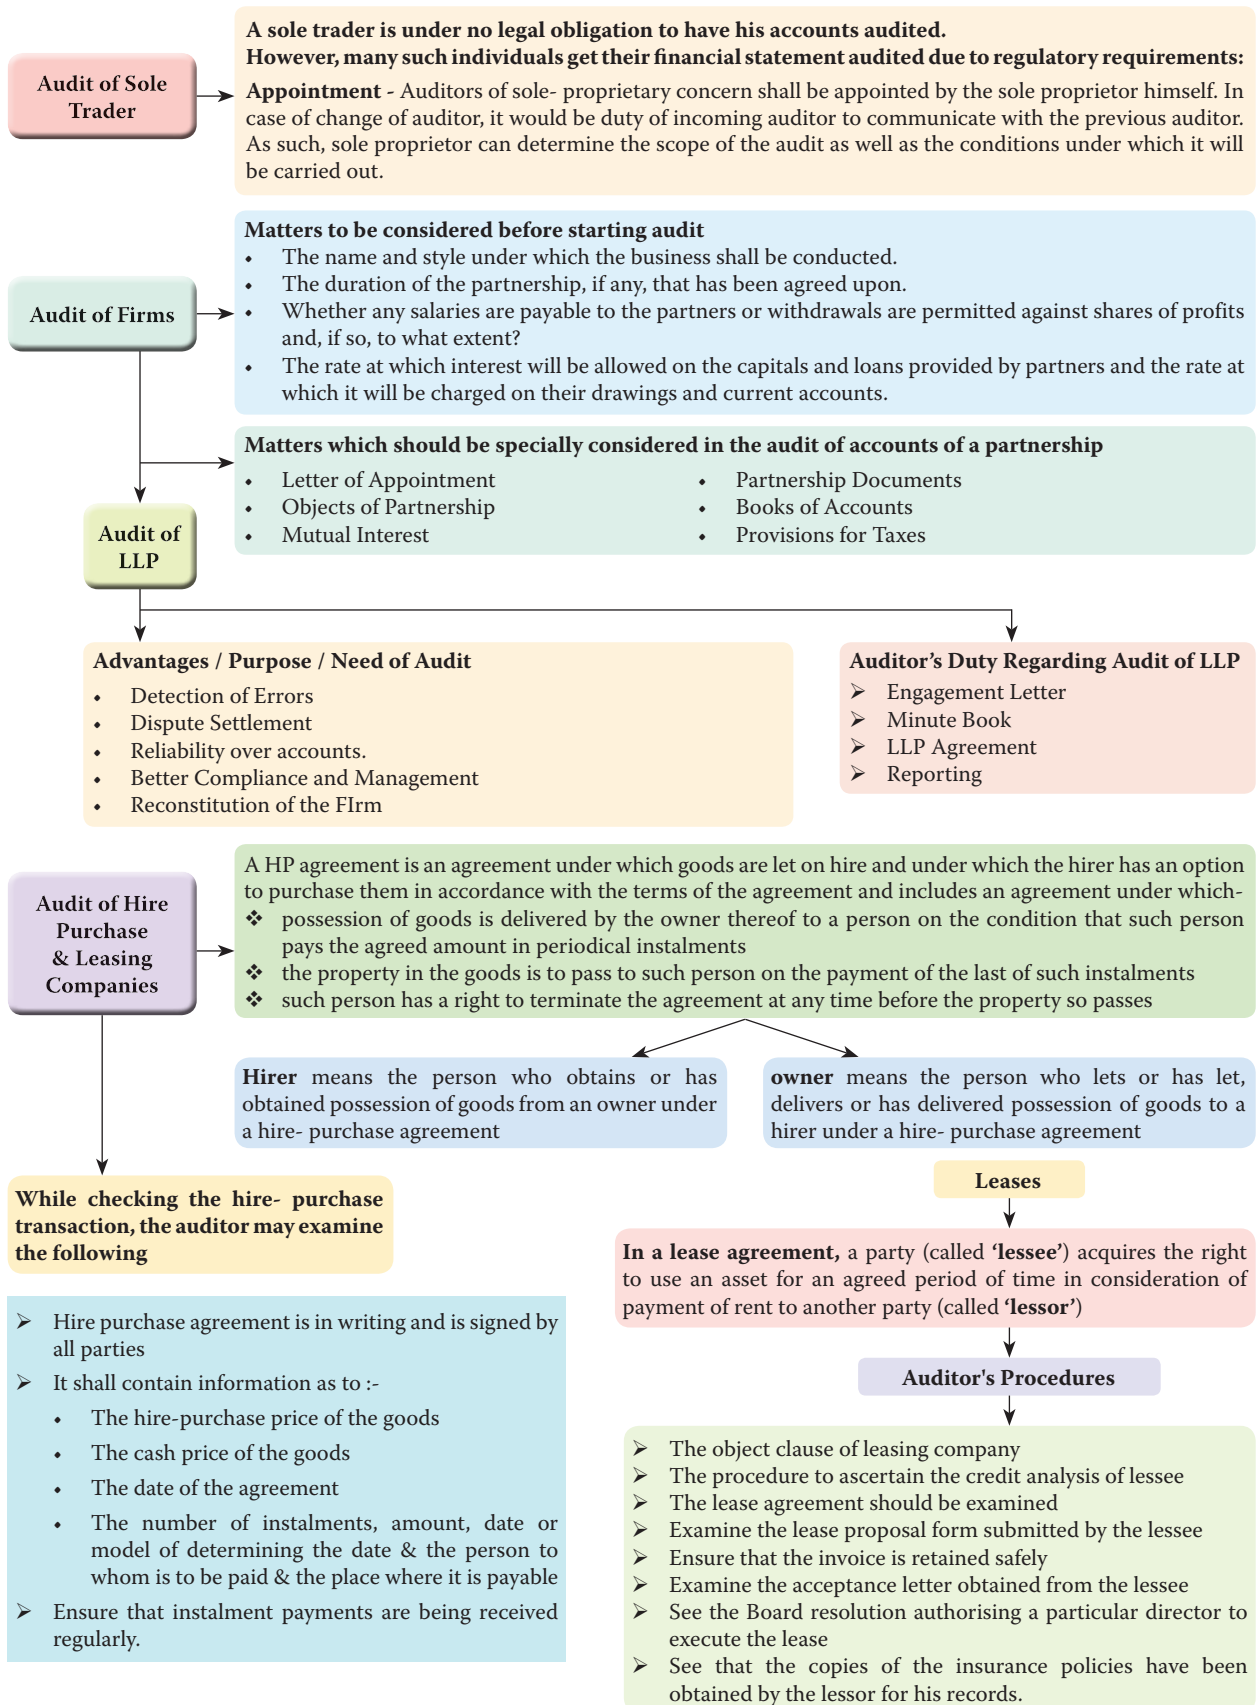 Audit of Sole
Trader
A sole trader is under no legal obligation to have his accounts audited.
However, many such individuals get their financial statement audited due to regulatory requirements:
Appointment - Auditors of sole- proprietary concern shall be appointed by the sole proprietor himself. In
case of change of auditor, it would be duty of incoming auditor to communicate with the previous auditor.
As such, sole proprietor can determine the scope of the audit as well as the conditions under which it will
be carried out.
Audit of Firms
Matters to be considered before starting audit
• The name and style under which the business shall be conducted.
• The duration of the partnership, if any, that has been agreed upon.
• Whether any salaries are payable to the partners or withdrawals are permitted against shares of profits
and, if so, to what extent?
• The rate at which interest will be allowed on the capitals and loans provided by partners and the rate at
which it will be charged on their drawings and current accounts.
Matters which should be specially considered in the audit of accounts of a partnership
• Letter of Appointment
• Objects of Partnership
• Mutual Interest
• Partnership Documents
• Books of Accounts
• Provisions for Taxes
Audit of
LLP
Advantages / Purpose / Need of Audit
• Detection of Errors
• Dispute Settlement
• Reliability over accounts.
• Better Compliance and Management
• Reconstitution of the FIrm
Auditor's Duty Regarding Audit of LLP
➢ Engagement Letter
➢ Minute Book
➢ LLP Agreement
➢ Reporting
Audit of Hire
Purchase
& Leasing
Companies
A HP agreement is an agreement under which goods are let on hire and under which the hirer has an option
to purchase them in accordance with the terms of the agreement and includes an agreement under which-
❖ possession of goods is delivered by the owner thereof to a person on the condition that such person
pays the agreed amount in periodical instalments
❖ the property in the goods is to pass to such person on the payment of the last of such instalments
❖ such person has a right to terminate the agreement at any time before the property so passes
Hirer means the person who obtains or has
obtained possession of goods from an owner under
a hire- purchase agreement
owner means the person who lets or has let,
delivers or has delivered possession of goods to a
hirer under a hire- purchase agreement
While checking the hire- purchase
transaction, the auditor may examine
the following
➢ Hire purchase agreement is in writing and is signed by
all parties
➢ It shall contain information as to :-
• The hire-purchase price of the goods
• The cash price of the goods
• The date of the agreement
• The number of instalments, amount, date or
model of determining the date & the person to
whom is to be paid & the place where it is payable
➢ Ensure that instalment payments are being received
regularly.
Leases
In a lease agreement, a party (called 'lessee') acquires the right
to use an asset for an agreed period of time in consideration of
payment of rent to another party (called 'lessor')
Auditor's Procedures
➢ The object clause of leasing company
➢ The procedure to ascertain the credit analysis of lessee
➢ The lease agreement should be examined
➢ Examine the lease proposal form submitted by the lessee
➢ Ensure that the invoice is retained safely
➢ Examine the acceptance letter obtained from the lessee
➢ See the Board resolution authorising a particular director to
execute the lease
➢ See that the copies of the insurance policies have been
obtained by the lessor for his records.